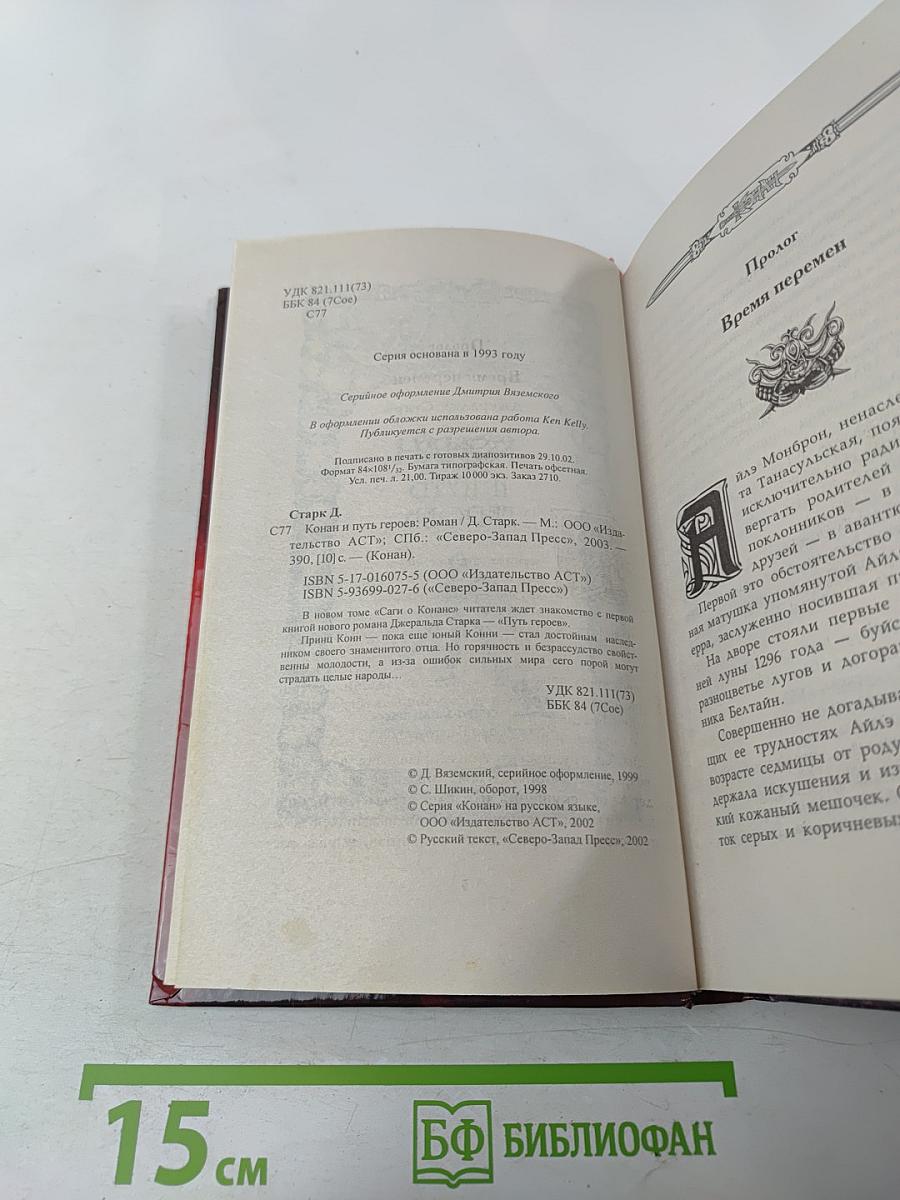 УДК 821.111(73)
ББК 84 (7Сое)
С77
Серия основана в 1993 году
Серийное оформление Дмитрия Вяземского
В оформлении обложки использована работа Ken Kelly.
Публикуется с разрешения автора.
Подписано в печать с готовых диапозитивов 29.10.02.
Формат 84×108¹/₃₂. Бумага типографская. Печать офсетная.
Усл. печ. л. 21,00. Тираж 10 000 экз. Заказ 2710.
Старк Д.
С77 Конан и путь героев: Роман / Д. Старк. — М.: ООО «Изда-
тельство АСТ»; СПб.: «Северо-Запад Пресс», 2003. —
390, [10] с. — (Конан).
ISBN 5-17-016075-5 (ООО «Издательство АСТ»)
ISBN 5-93699-027-6 («Северо-Запад Пресс»)
В новом томе «Саги о Конане» читателя ждет знакомство с первой
книгой нового романа Джеральда Старка — «Путь героев».
Принц Конн — пока еще юный Конни — стал достойным наслед-
ником своего знаменитого отца. Но горячность и безрассудство свойст-
венны молодости, а из-за ошибок сильных мира сего порой могут
страдать целые народы…
УДК 821.111(73)
ББК 84 (7Сое)
© Д. Вяземский, серийное оформление, 1999
© С. Шикин, оборот, 1998
© Серия «Конан» на русском языке,
ООО «Издательство АСТ», 2002
© Русский текст, «Северо-Запад Пресс», 2002
Пролог
Время перемен
Айлэ Монброн, ненасле
та Танасульская, поя
исключительно ради
вергать родителей
поклонников — в
друзей — в авантю
Первой это обстоятельство
ная матушка упомянутой Айл
ерра, заслуженно носившая п
На дворе стояли первые
ней луны 1296 года — буйс
разноцветье лугов и догора
ника Белтайн.
Совершенно не догадыва
щих ее трудностях Айлэ
возрасте седмицы от роду
держала искушения и из
кий кожаный мешочек.
ток серых и коричневых
15 см
БФ БИБЛИОФАН